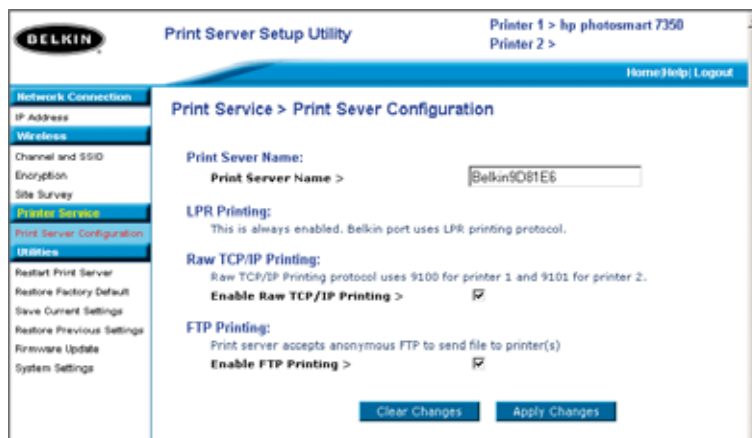 BELKIN
Print Server Setup Utility
Printer 1 > hp photosmart 7350
Printer 2 >
Home|Help| Logout
Network Connection
IP Address
Wireless
Channel and SSID
Encryption
Site Survey
Printer Service
Print Server Configuration
Utilities
Restart Print Server
Restore Factory Default
Save Current Settings
Restore Previous Settings
Firmware Update
System Settings
Print Service > Print Sever Configuration
Print Sever Name:
Print Server Name > Belkin9D81E6
LPR Printing:
This is always enabled. Belkin port uses LPR printing protocol.
Raw TCP/IP Printing:
Raw TCP/IP Printing protocol uses 9100 for printer 1 and 9101 for printer 2.
Enable Raw TCP/IP Printing >
FTP Printing:
Print server accepts anonymous FTP to send file to printer(s)
Enable FTP Printing >
Clear Changes Apply Changes